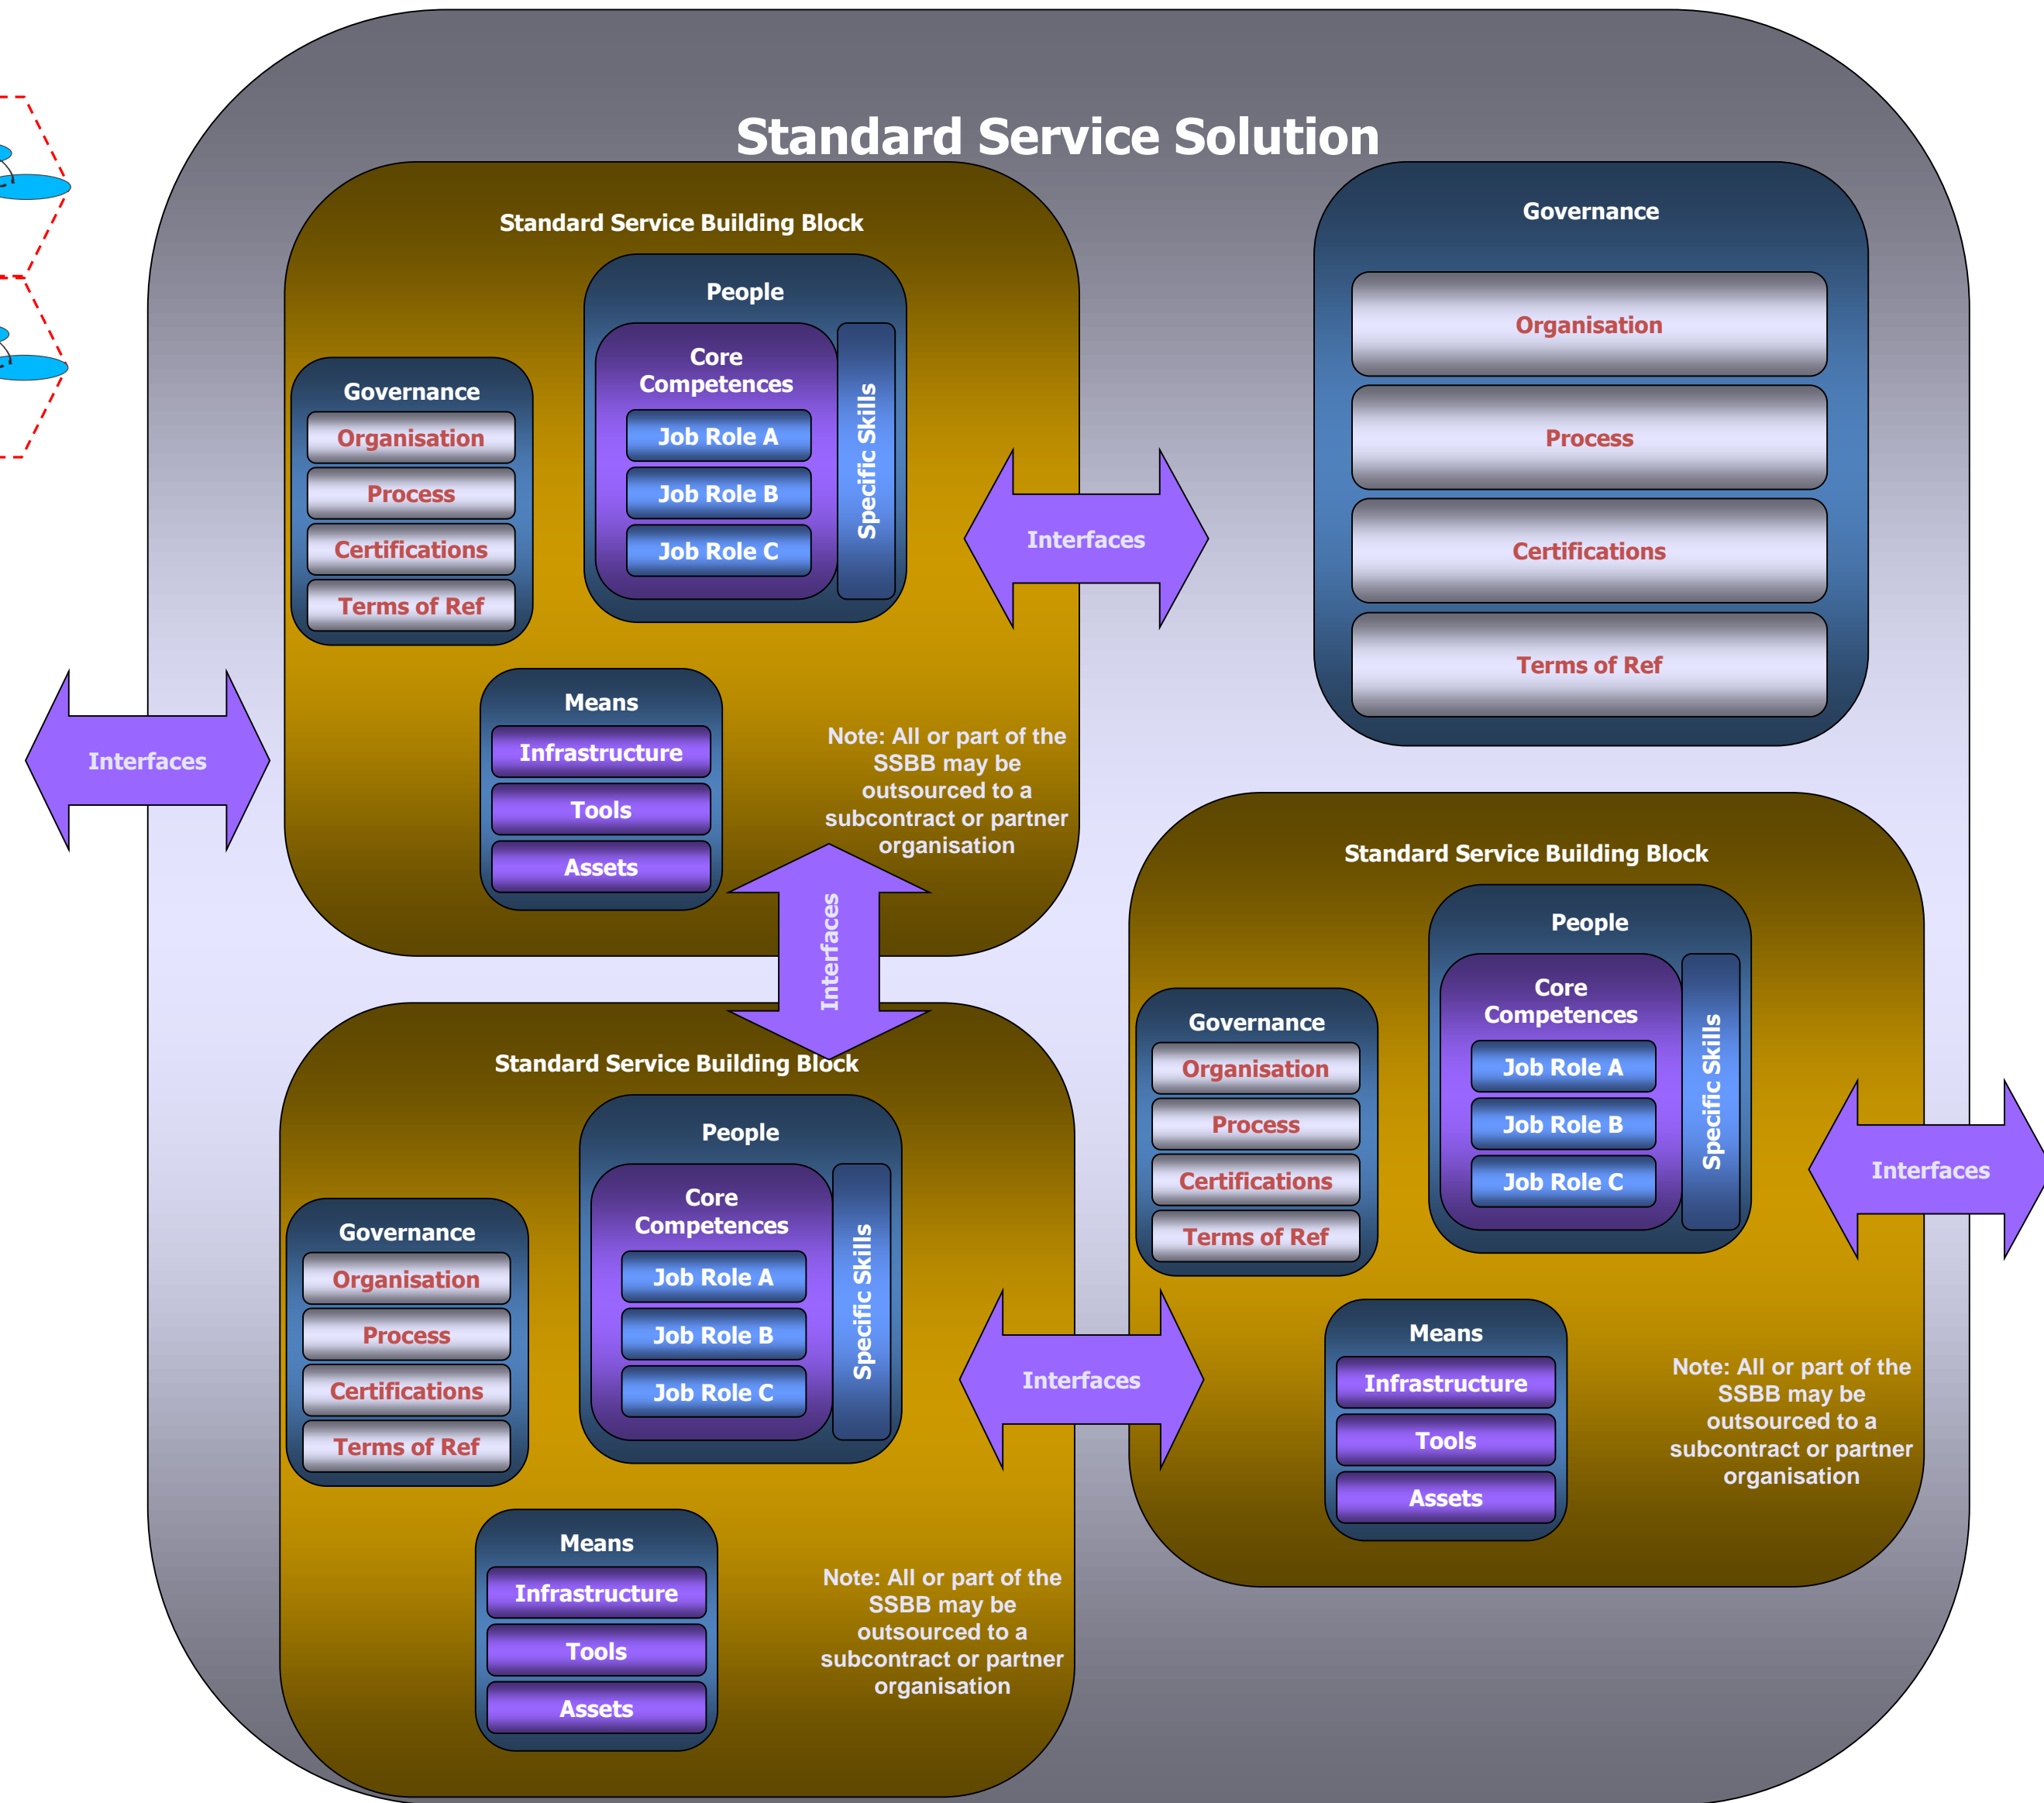 Standard Service Solution
Standard Service Building Block
People
Core
Competences
Job Role A
Job Role B
Job Role C
Specific Skills
Governance
Organisation
Process
Certifications
Terms of Ref
Means
Infrastructure
Tools
Assets
Note: All or part of the
SSBB may be
outsourced to a
subcontract or partner
organisation
Interfaces
Governance
Organisation
Process
Certifications
Terms of Ref
Interfaces
Interfaces
Standard Service Building Block
People
Core
Competences
Job Role A
Job Role B
Job Role C
Specific Skills
Governance
Organisation
Process
Certifications
Terms of Ref
Means
Infrastructure
Tools
Assets
Note: All or part of the
SSBB may be
outsourced to a
subcontract or partner
organisation
Interfaces
Standard Service Building Block
People
Core
Competences
Job Role A
Job Role B
Job Role C
Specific Skills
Governance
Organisation
Process
Certifications
Terms of Ref
Means
Infrastructure
Tools
Assets
Note: All or part of the
SSBB may be
outsourced to a
subcontract or partner
organisation
Interfaces